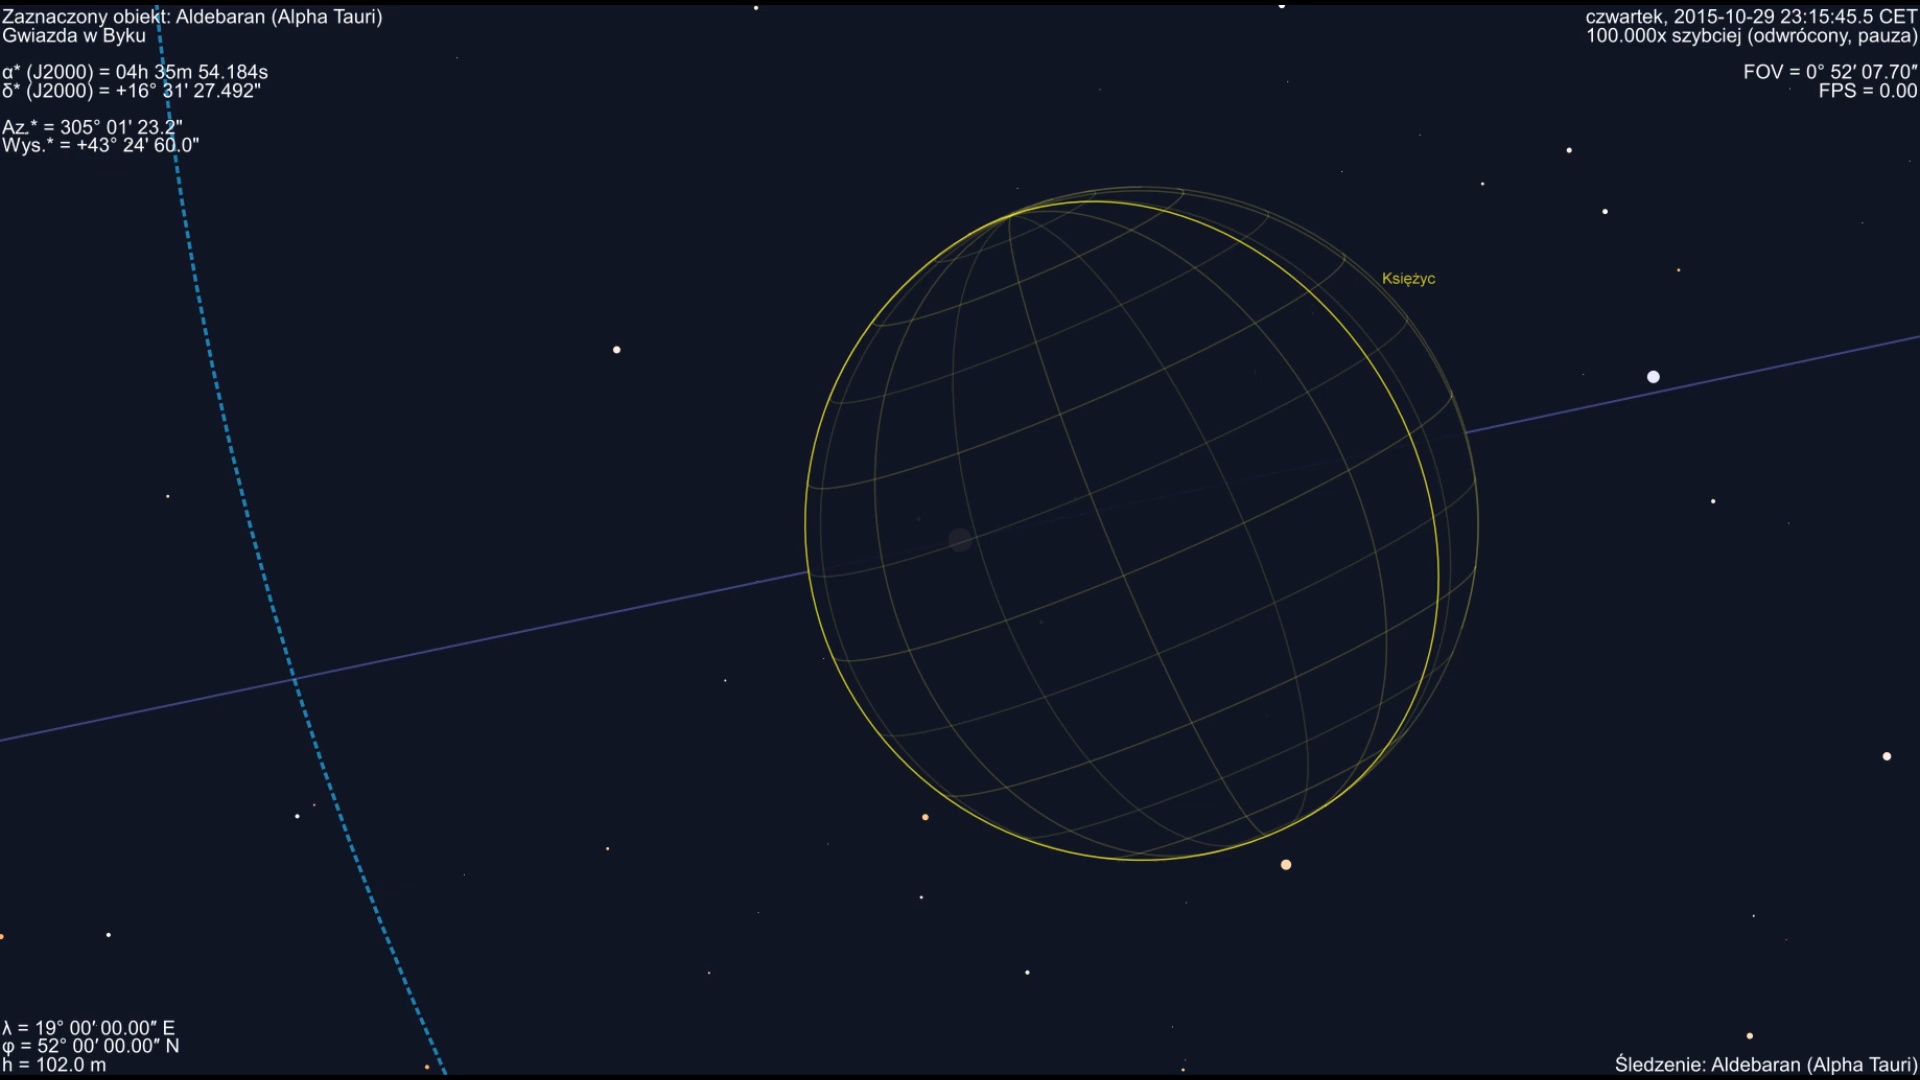 Zaznaczony obiekt: Aldebaran (Alpha Tauri)
Gwiazda w Byku
α* (J2000) = 04h 35m 54.184s
δ* (J2000) = +16° 31' 27.492"
Az.* = 305° 01' 23.2"
Wys.* = +43° 24' 60.0"
czwartek, 2015-10-29 23:15:45.5 CET
100.000x szybciej (odwrócony, pauza)
FOV = 0° 52′ 07.70″
FPS = 0.00
Księżyc
λ = 19° 00′ 00.00″ E
φ = 52° 00′ 00.00″ N
h = 102.0 m
Śledzenie: Aldebaran (Alpha Tauri)